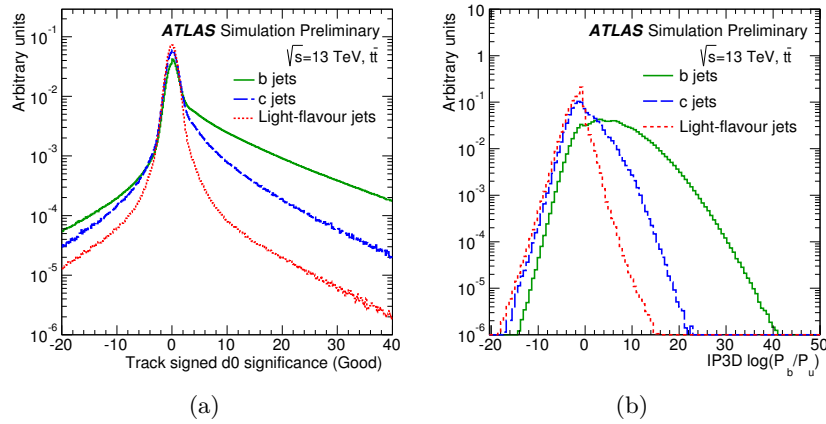 Arbitrary units
10⁻¹
10⁻²
10⁻³
10⁻⁴
10⁻⁵
10⁻⁶
ATLAS Simulation Preliminary
√s=13 TeV, tt̄
b jets
c jets
Light-flavour jets
-20 -10 0 10 20 30 40
Track signed d0 significance (Good)
(a)
Arbitrary units
10
1
10⁻¹
10⁻²
10⁻³
10⁻⁴
10⁻⁵
10⁻⁶
ATLAS Simulation Preliminary
√s=13 TeV, tt̄
b jets
c jets
Light-flavour jets
-20 -10 0 10 20 30 40 50
IP3D log(P_b/P_u)
(b)